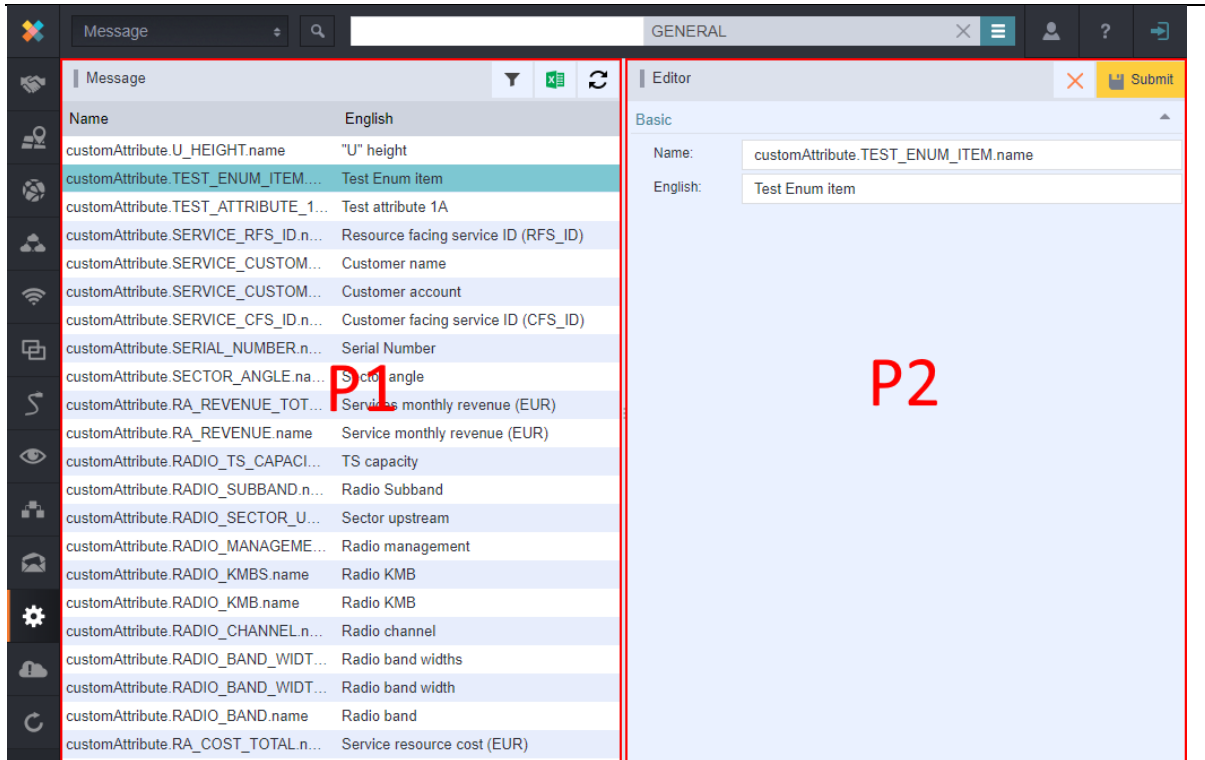 Message GENERAL ?
Message
Editor Submit
Name English
Basic
customAttribute.U_HEIGHT.name "U" height
Name: customAttribute.TEST_ENUM_ITEM.name
customAttribute.TEST_ENUM_ITEM.... Test Enum item
English: Test Enum item
customAttribute.TEST_ATTRIBUTE_1... Test attribute 1A
customAttribute.SERVICE_RFS_ID.n... Resource facing service ID (RFS_ID)
customAttribute.SERVICE_CUSTOM... Customer name
customAttribute.SERVICE_CUSTOM... Customer account
customAttribute.SERVICE_CFS_ID.n... Customer facing service ID (CFS_ID)
customAttribute.SERIAL_NUMBER.n... Serial Number
customAttribute.SECTOR_ANGLE.na... Sector angle
P1
P2
customAttribute.RA_REVENUE_TOT... Services monthly revenue (EUR)
customAttribute.RA_REVENUE.name Service monthly revenue (EUR)
customAttribute.RADIO_TS_CAPACI... TS capacity
customAttribute.RADIO_SUBBAND.n... Radio Subband
customAttribute.RADIO_SECTOR_U... Sector upstream
customAttribute.RADIO_MANAGEME... Radio management
customAttribute.RADIO_KMBS.name Radio KMB
customAttribute.RADIO_KMB.name Radio KMB
customAttribute.RADIO_CHANNEL.n... Radio channel
customAttribute.RADIO_BAND_WIDT... Radio band widths
customAttribute.RADIO_BAND_WIDT... Radio band width
customAttribute.RADIO_BAND.name Radio band
customAttribute.RA_COST_TOTAL.n... Service resource cost (EUR)